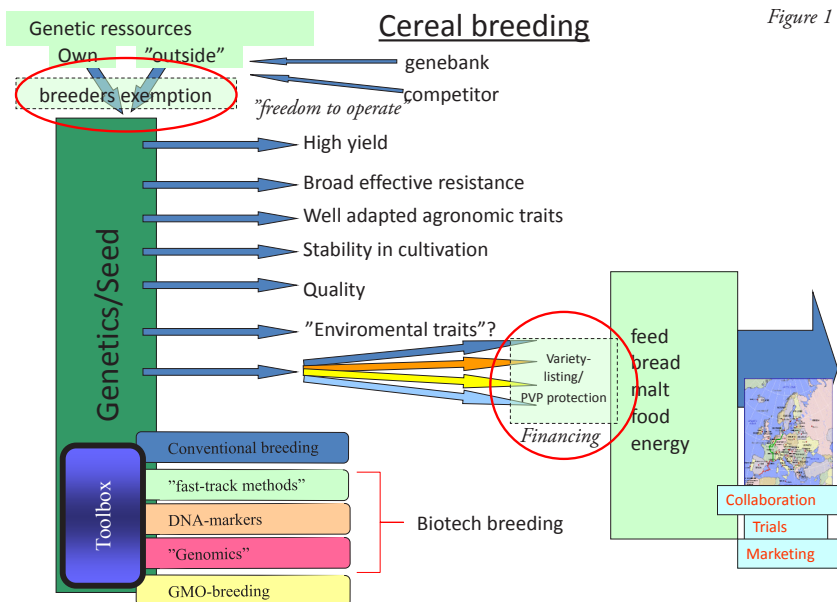 Cereal breeding
Figure 1
Genetic ressources
Own "outside"
genebank
breeders exemption
competitor
"freedom to operate"
High yield
Broad effective resistance
Well adapted agronomic traits
Stability in cultivation
Quality
"Enviromental traits"?
Genetics/Seed
Variety-
listing/
PVP protection
Financing
feed
bread
malt
food
energy
Toolbox
Conventional breeding
"fast-track methods"
DNA-markers
"Genomics"
GMO-breeding
Biotech breeding
Collaboration
Trials
Marketing